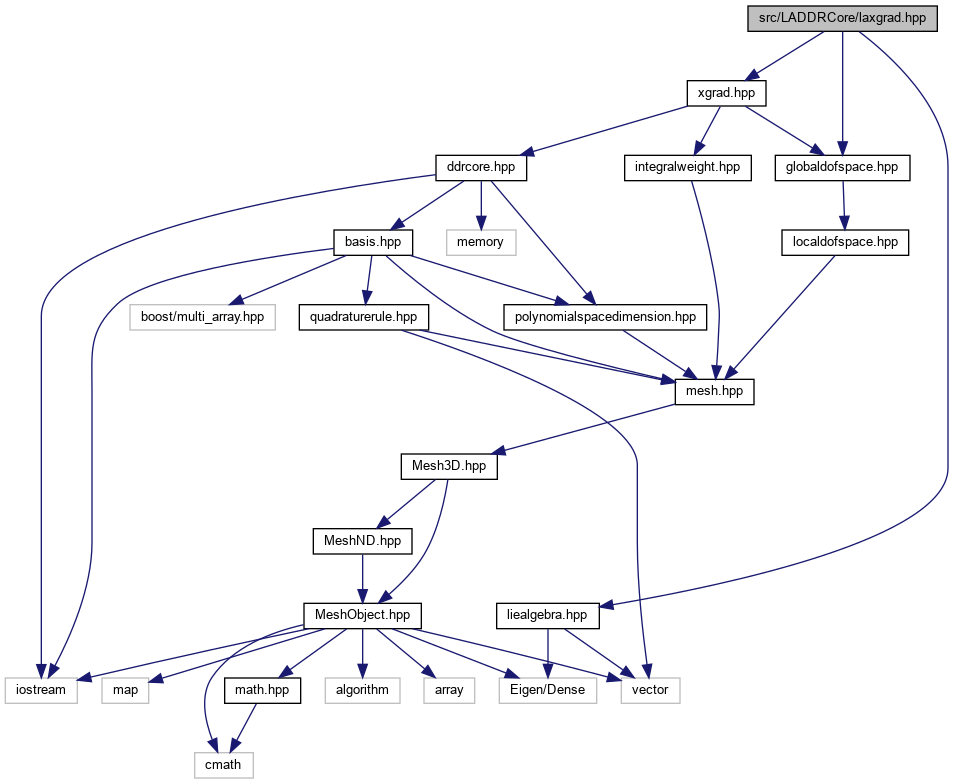 src/LADDRCore/laxgrad.hpp
xgrad.hpp
ddrcore.hpp
integralweight.hpp
globaldofspace.hpp
basis.hpp
memory
localdofspace.hpp
boost/multi_array.hpp
quadraturerule.hpp
polynomialspacedimension.hpp
mesh.hpp
Mesh3D.hpp
MeshND.hpp
MeshObject.hpp
liealgebra.hpp
iostream
map
math.hpp
algorithm
array
Eigen/Dense
vector
cmath